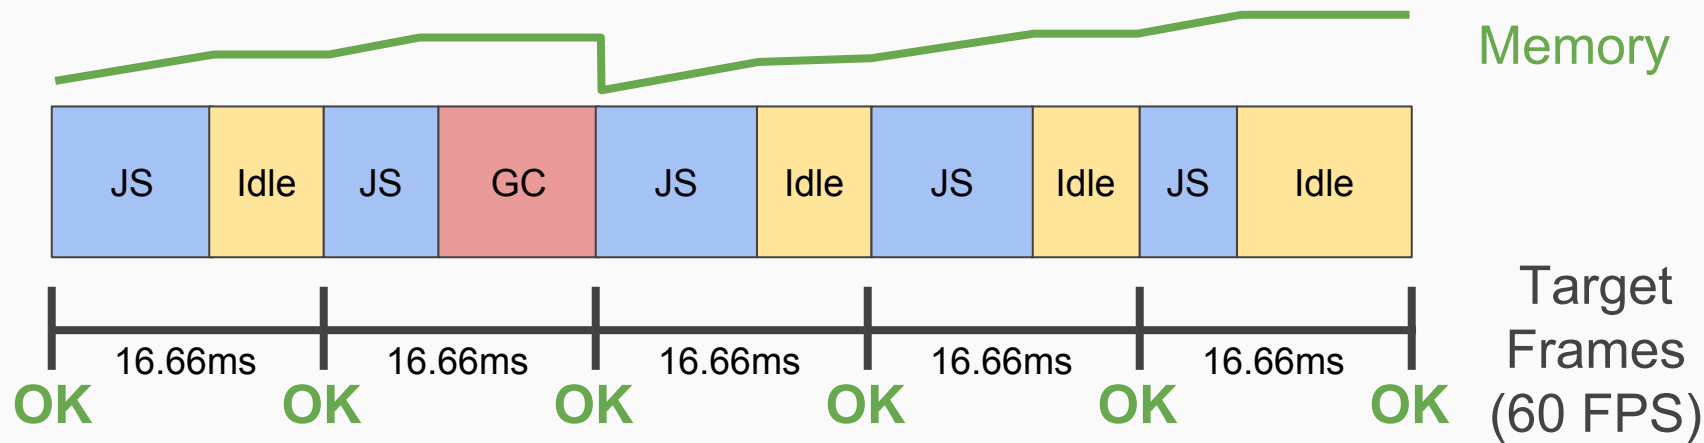 Memory
JS Idle JS GC JS Idle JS Idle JS Idle
16.66ms 16.66ms 16.66ms 16.66ms 16.66ms
OK OK OK OK OK OK
Target
Frames
(60 FPS)